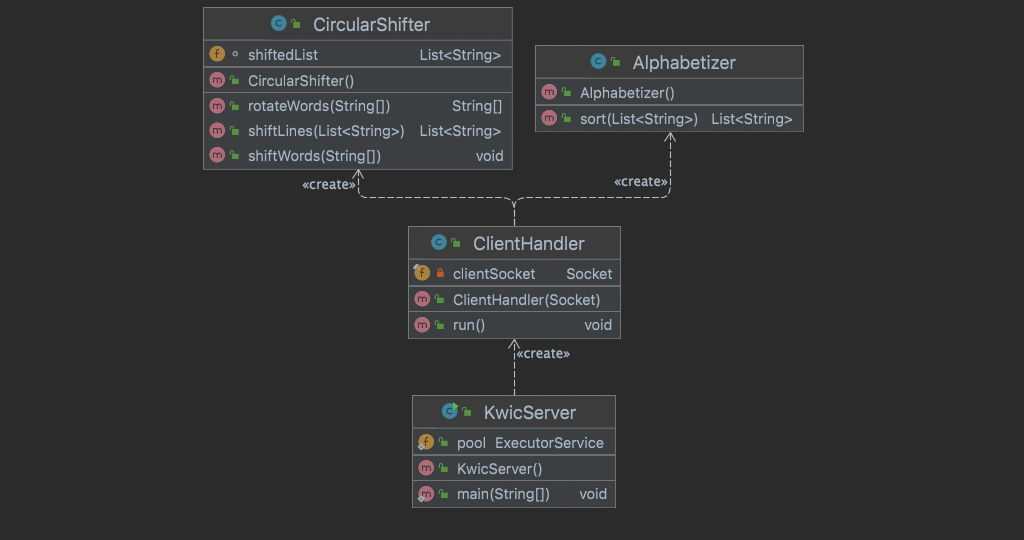 CircularShifter
shiftedList List<String>
CircularShifter()
rotateWords(String[]) String[]
shiftLines(List<String>) List<String>
shiftWords(String[]) void
Alphabetizer
Alphabetizer()
sort(List<String>) List<String>
«create»
«create»
ClientHandler
clientSocket Socket
ClientHandler(Socket)
run() void
«create»
KwicServer
pool ExecutorService
KwicServer()
main(String[]) void